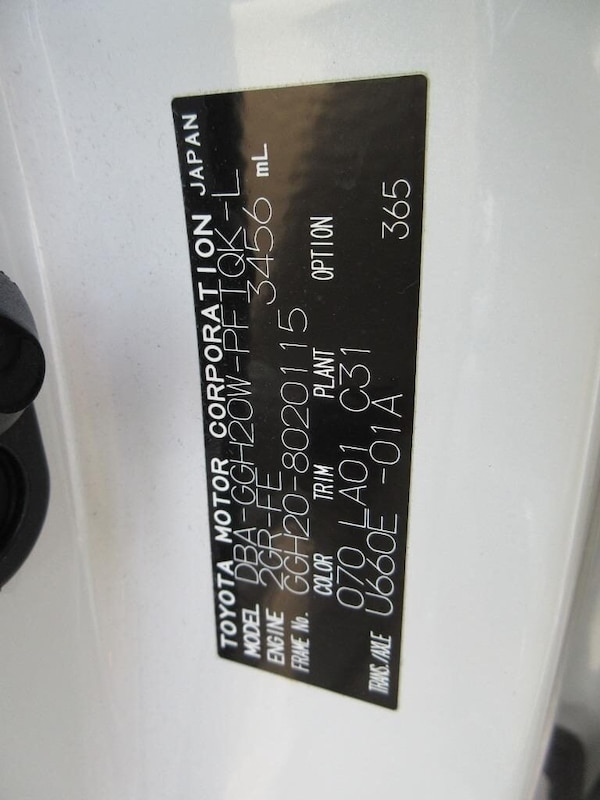 TOYOTA MOTOR CORPORATION JAPAN
MODEL DBA-GGH20W-PFTQK-L
ENGINE 2GR-FE 3456 mL
FRAME No. GGH20-8020115
COLOR TRIM PLANT OPTION
070 LA01 C31
TRANS./AXLE U660E -01A 365